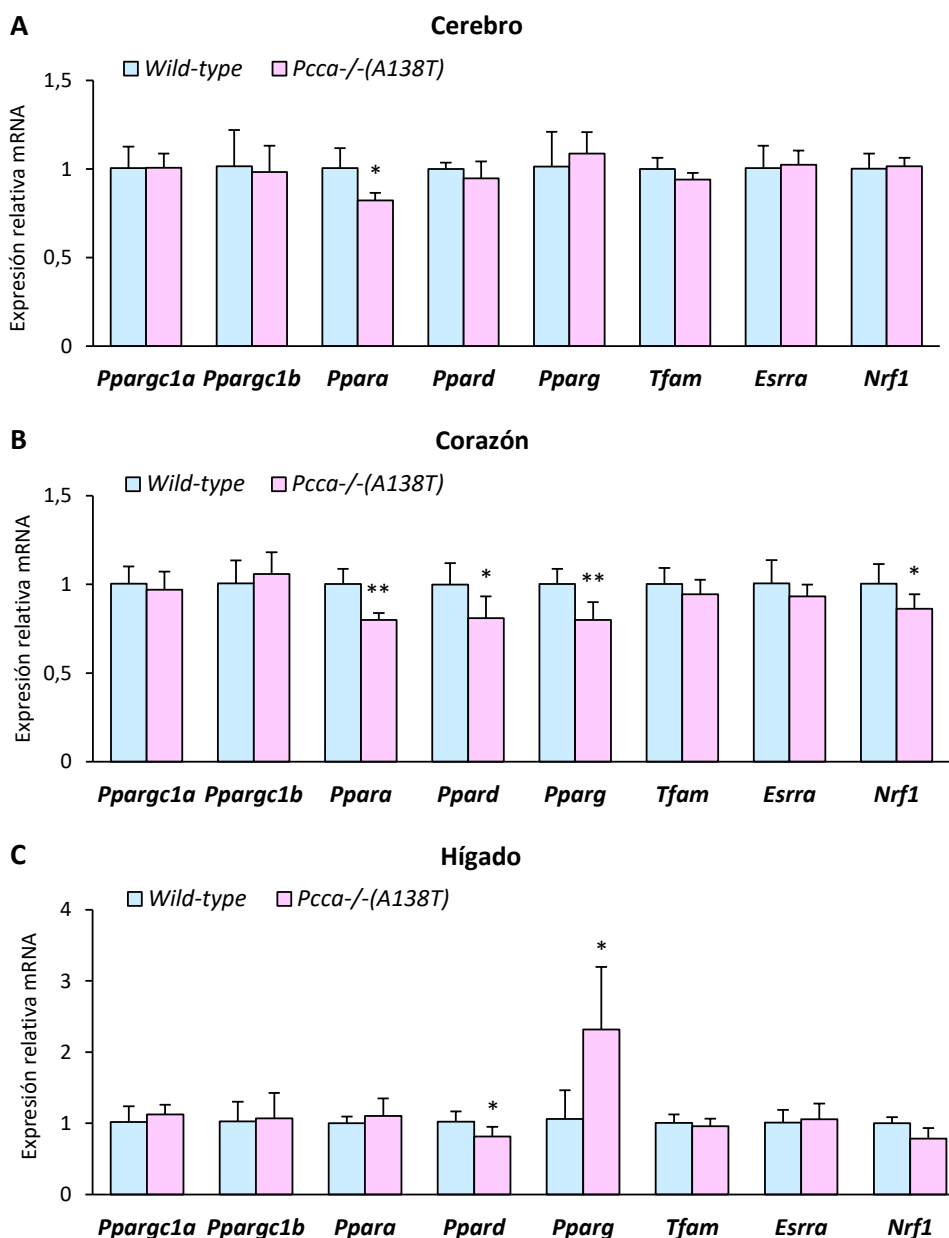 A
Cerebro
Wild-type Pcca-/-(A138T)
Expresión relativa mRNA
1,5
1
0,5
0
*
Ppargc1a Ppargc1b Ppara Ppard Pparg Tfam Esrra Nrf1
B
Corazón
Wild-type Pcca-/-(A138T)
Expresión relativa mRNA
1,5
1
0,5
0
** * ** *
Ppargc1a Ppargc1b Ppara Ppard Pparg Tfam Esrra Nrf1
C
Hígado
Wild-type Pcca-/-(A138T)
Expresión relativa mRNA
4
3
2
1
0
* *
Ppargc1a Ppargc1b Ppara Ppard Pparg Tfam Esrra Nrf1